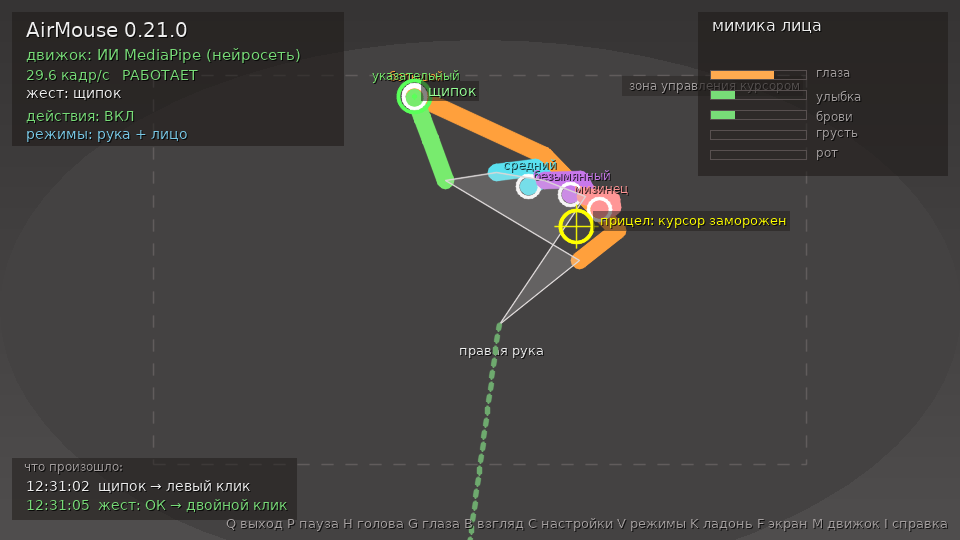 AirMouse 0.21.0
движок: ИИ MediaPipe (нейросеть)
29.6 кадр/с РАБОТАЕТ
жест: щипок
действия: ВКЛ
режимы: рука + лицо
мимика лица
глаза
улыбка
брови
грусть
рот
зона управления курсором
указательный
щипок
средний
безымянный
мизинец
прицел: курсор заморожен
правая рука
что произошло:
12:31:02 щипок → левый клик
12:31:05 жест: ОК → двойной клик
Q выход P пауза H голова G глаза B взгляд C настройки V режимы K ладонь F экран M движок I справка